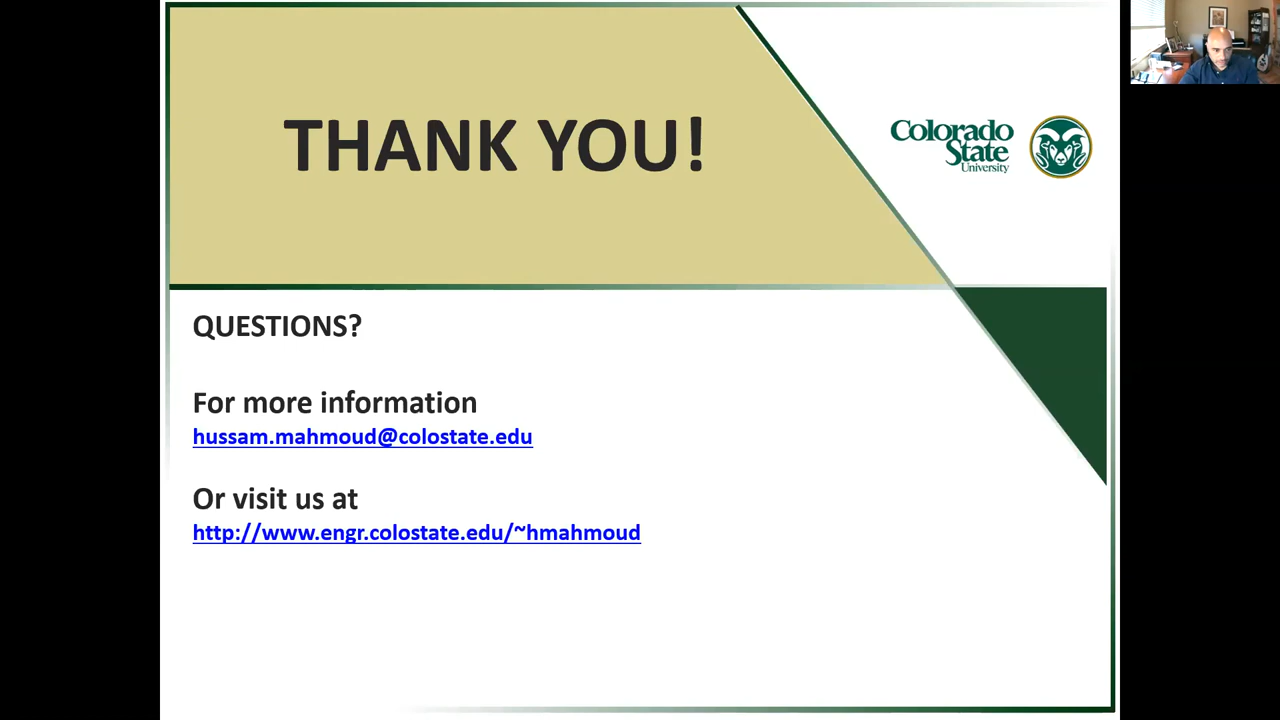 THANK YOU!
Colorado
State
University
QUESTIONS?
For more information
hussam.mahmoud@colostate.edu
Or visit us at
http://www.engr.colostate.edu/~hmahmoud